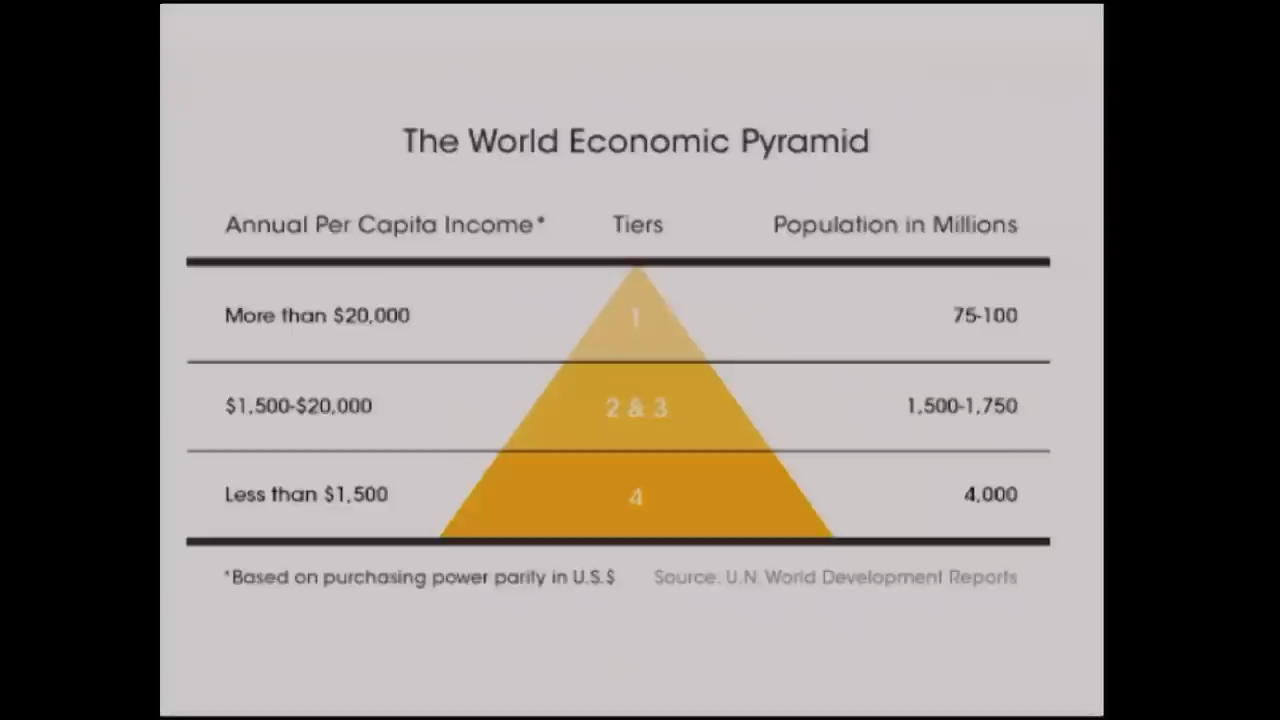 The World Economic Pyramid
Annual Per Capita Income* Tiers Population in Millions
More than $20,000 1 75-100
$1,500-$20,000 2 & 3 1,500-1,750
Less than $1,500 4 4,000
*Based on purchasing power parity in U.S.$ Source. U.N. World Development Reports